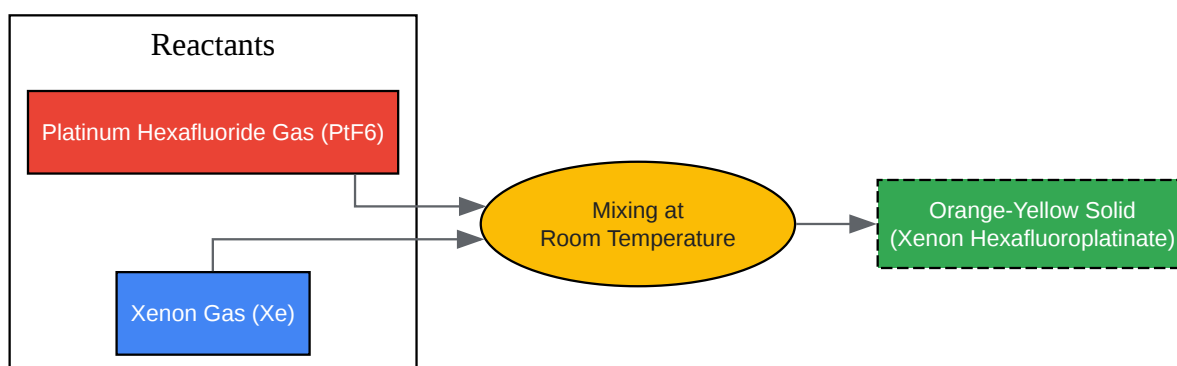 Reactants
Platinum Hexafluoride Gas (PtF6)
Xenon Gas (Xe)
Mixing at
Room Temperature
Orange-Yellow Solid
(Xenon Hexafluoroplatinate)